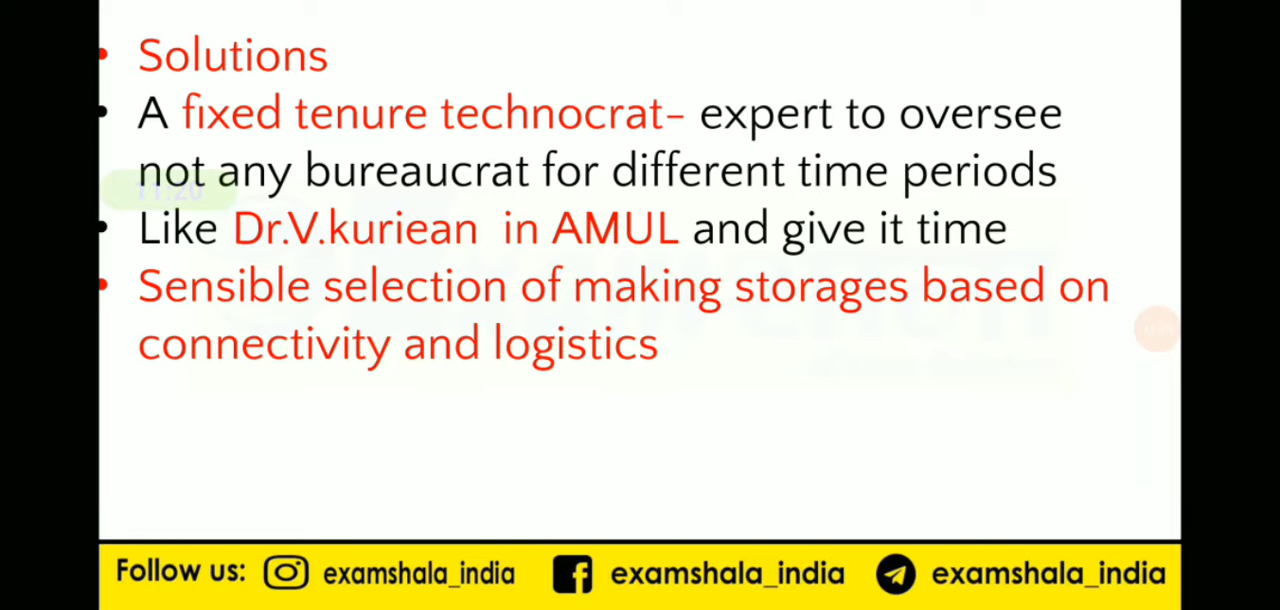 • Solutions
• A fixed tenure technocrat- expert to oversee
not any bureaucrat for different time periods
• Like Dr.V.kuriean in AMUL and give it time
• Sensible selection of making storages based on
connectivity and logistics
11:20
Follow us: examshala_india examshala_india examshala_india